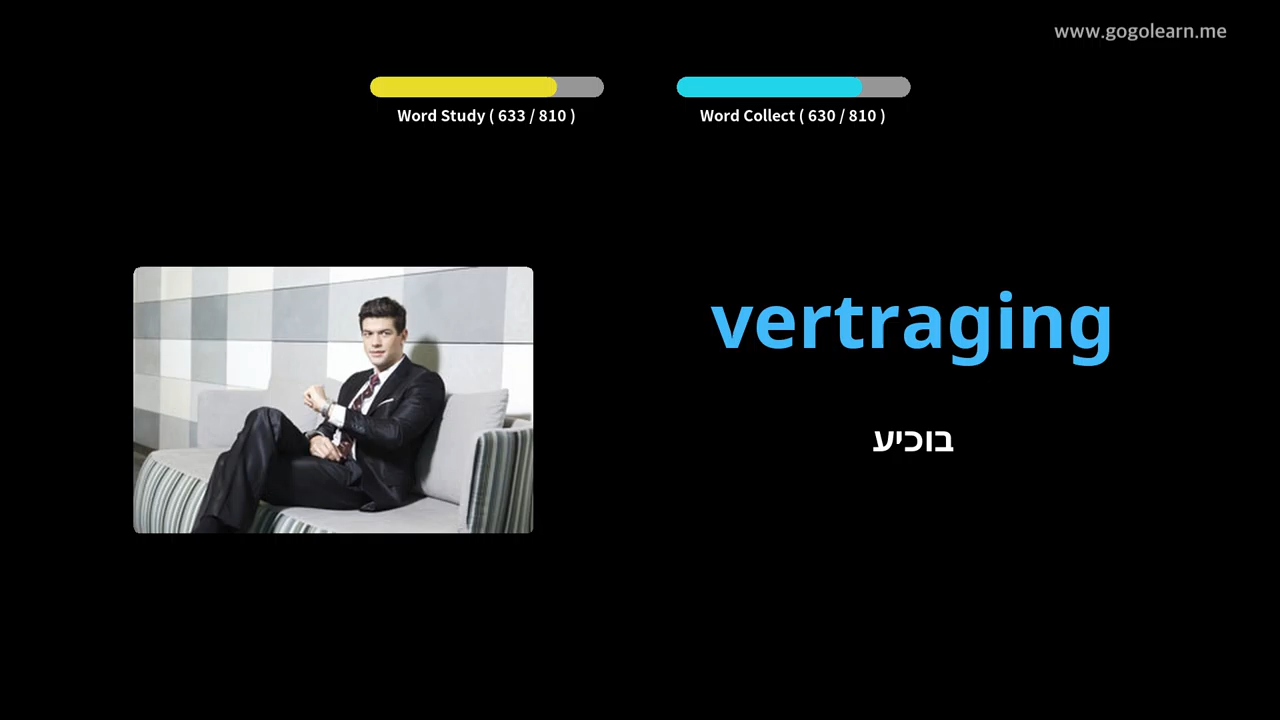 www.gogolearn.me
Word Study ( 633 / 810 )
Word Collect ( 630 / 810 )
vertraging
בוכיע